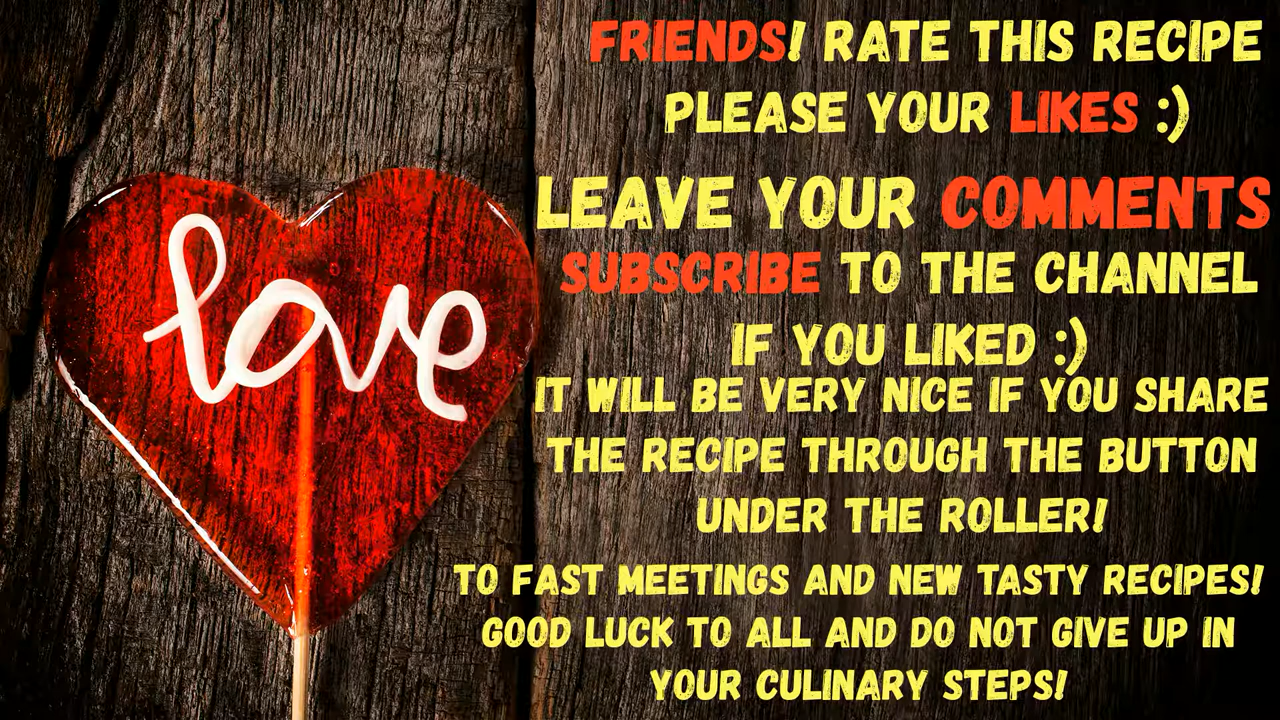 FRIENDS! RATE THIS RECIPE
PLEASE YOUR LIKES :)
LEAVE YOUR COMMENTS
SUBSCRIBE TO THE CHANNEL
IF YOU LIKED :)
IT WILL BE VERY NICE IF YOU SHARE
THE RECIPE THROUGH THE BUTTON
UNDER THE ROLLER!
TO FAST MEETINGS AND NEW TASTY RECIPES!
GOOD LUCK TO ALL AND DO NOT GIVE UP IN
YOUR CULINARY STEPS!
love